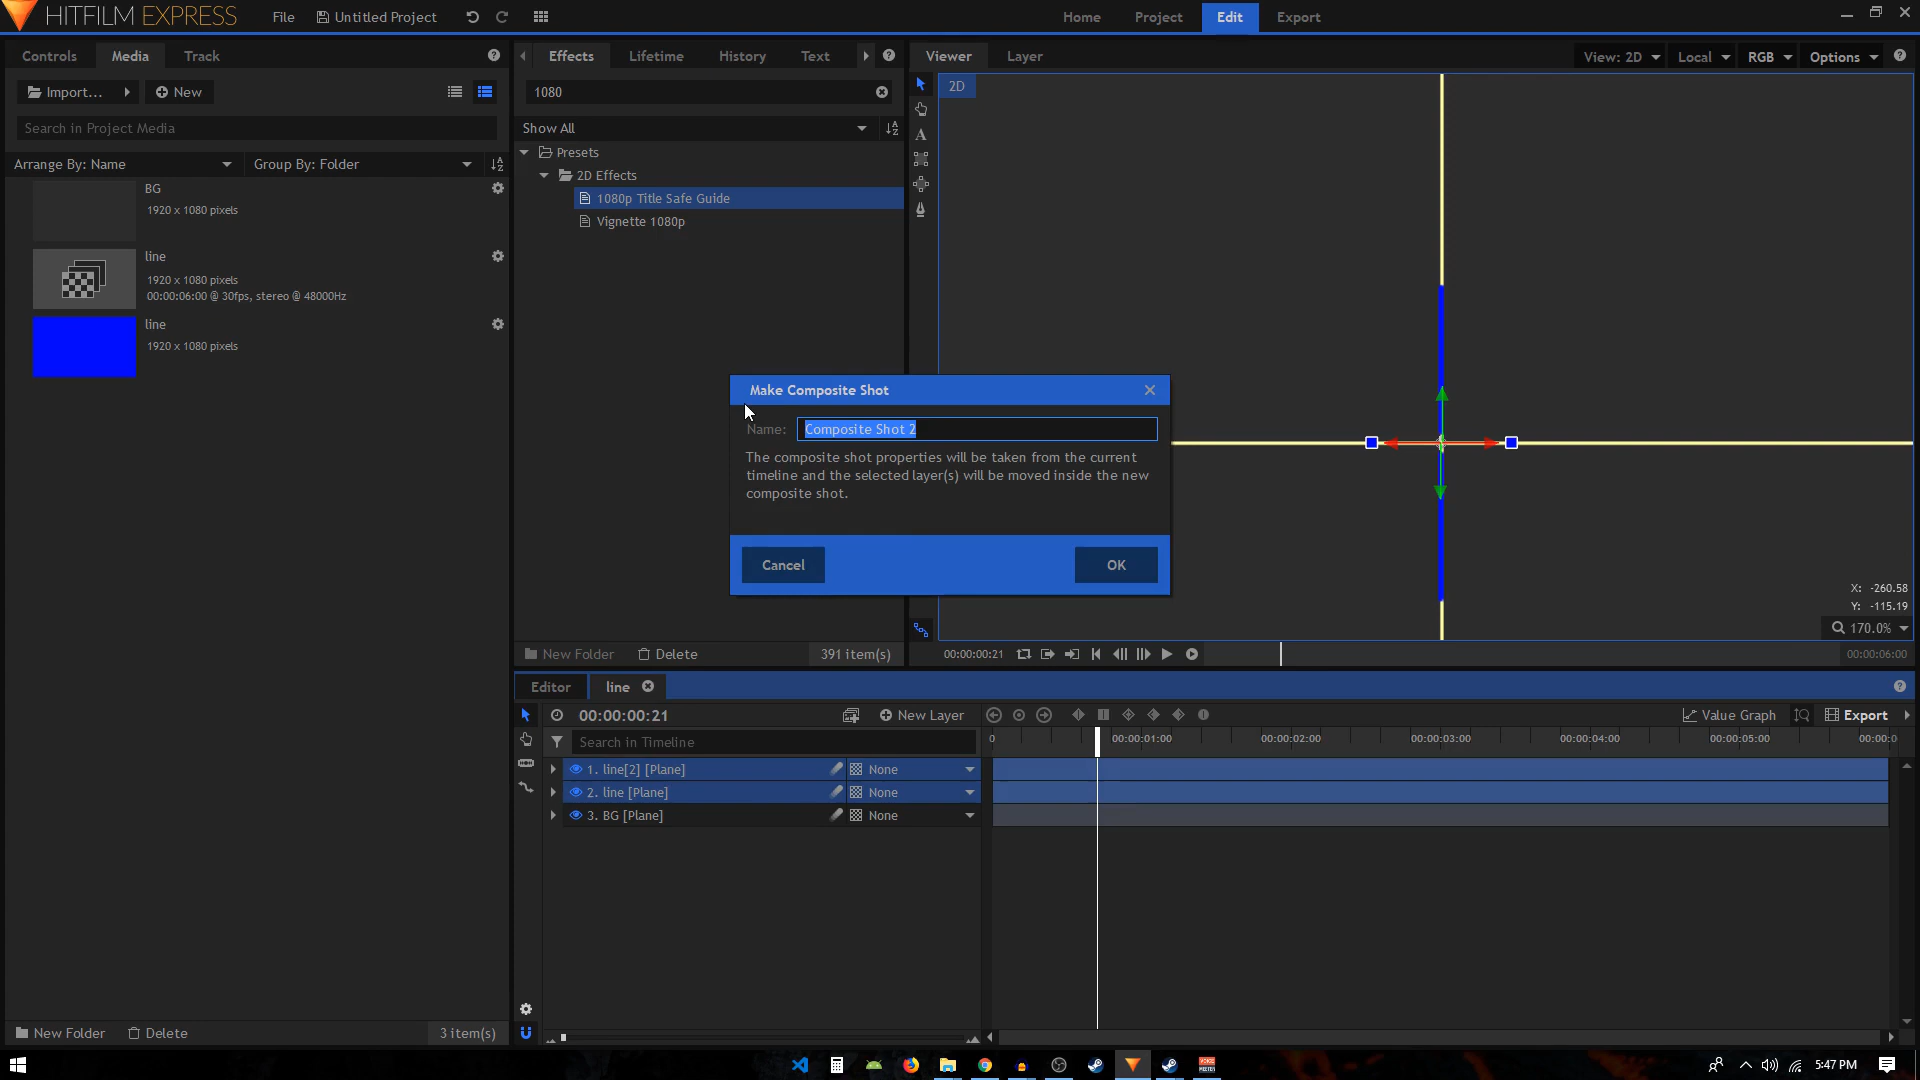 HITFILM EXPRESS
File
Untitled Project
Home
Project
Edit
Export
Controls
Media
Track
Import...
New
Search in Project Media
Arrange By: Name
Group By: Folder
BG
1920 x 1080 pixels
line
1920 x 1080 pixels
00:00:06:00 @ 30fps, stereo @ 48000Hz
line
1920 x 1080 pixels
New Folder
Delete
3 item(s)
Effects
Lifetime
History
Text
1080
Show All
Presets
2D Effects
1080p Title Safe Guide
Vignette 1080p
New Folder
Delete
391 item(s)
Viewer
Layer
View: 2D
Local
RGB
Options
2D
X: -260.58
Y: -115.19
170.0%
00:00:00:21
00:00:06:00
Make Composite Shot
Name: Composite Shot 2
The composite shot properties will be taken from the current
timeline and the selected layer(s) will be moved inside the new
composite shot.
Cancel
OK
Editor
line
00:00:00:21
New Layer
Value Graph
Export
Search in Timeline
0
00:00:01:00
00:00:02:00
00:00:03:00
00:00:04:00
00:00:05:00
00:00:0
1. line[2] [Plane]
None
2. line [Plane]
None
3. BG [Plane]
None
5:47 PM